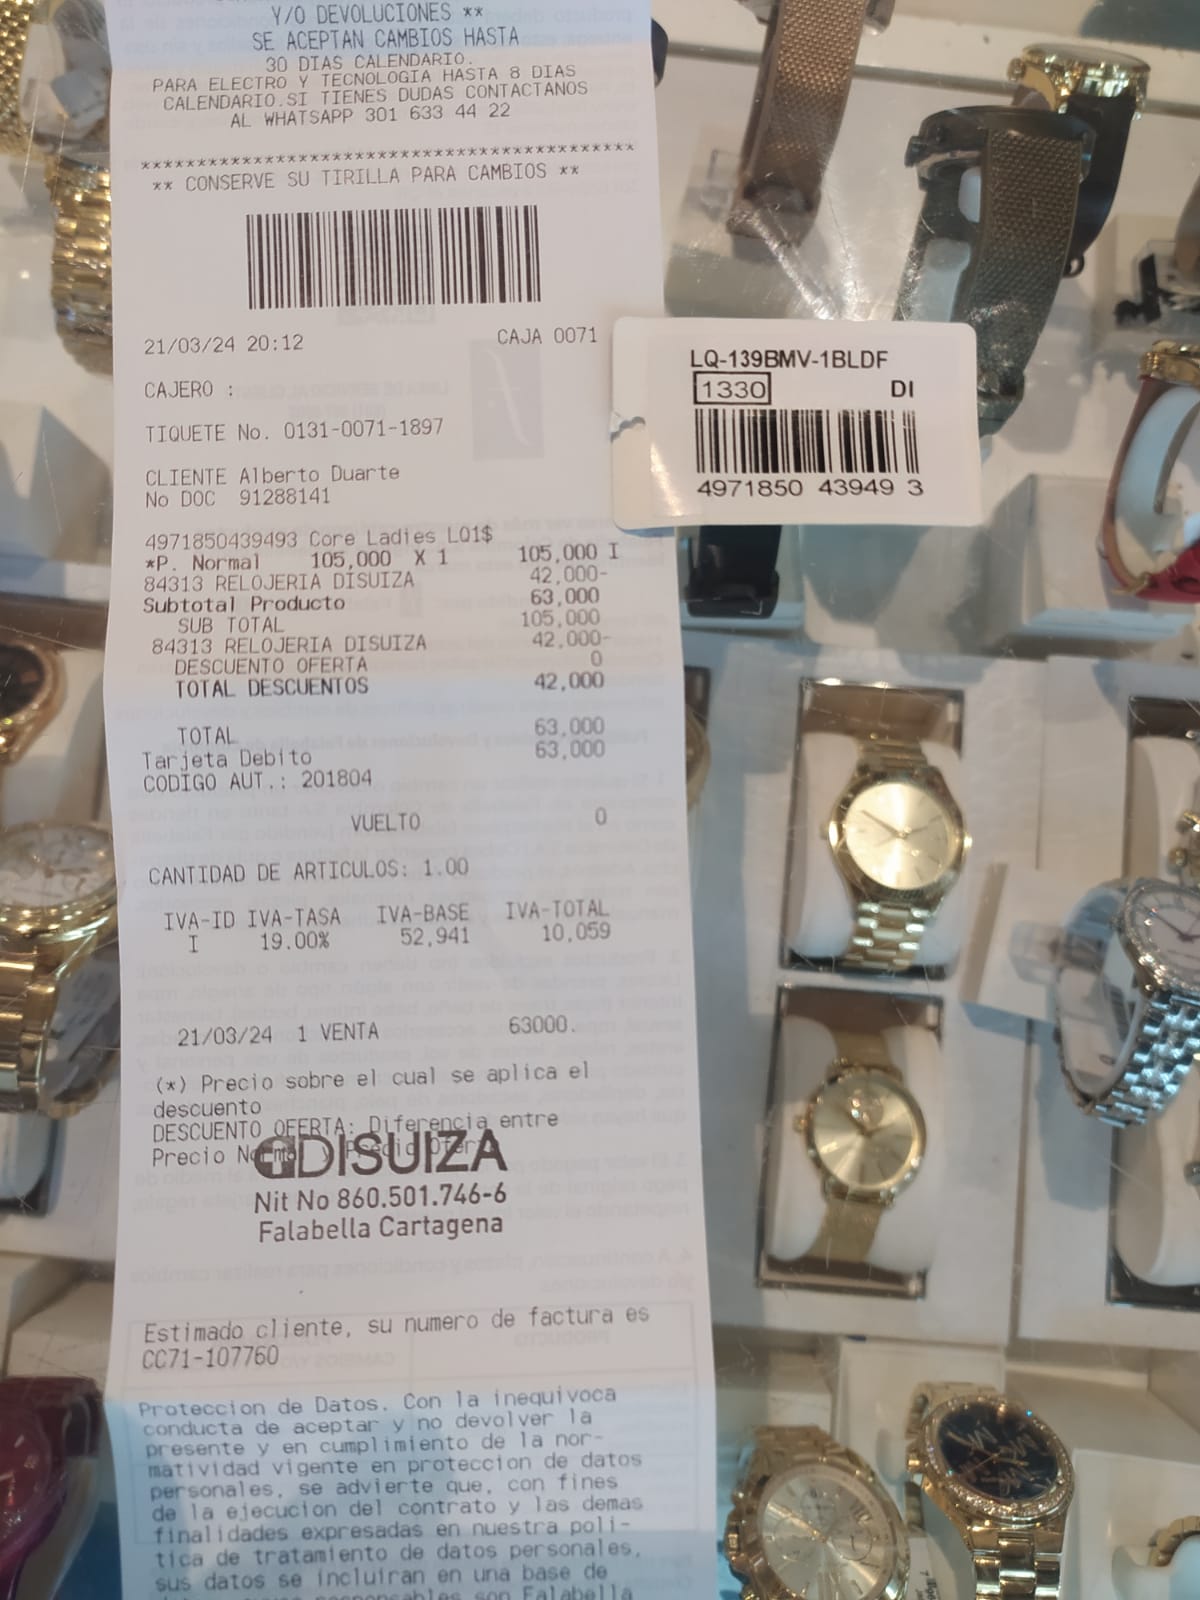 Y/O DEVOLUCIONES **
SE ACEPTAN CAMBIOS HASTA
30 DIAS CALENDARIO.
PARA ELECTRO Y TECNOLOGIA HASTA 8 DIAS
CALENDARIO.SI TIENES DUDAS CONTACTANOS
AL WHATSAPP 301 633 44 22
*********************************************
** CONSERVE SU TIRILLA PARA CAMBIOS **
21/03/24 20:12 CAJA 0071
CAJERO :
TIQUETE No. 0131-0071-1897
CLIENTE Alberto Duarte
No DOC 91288141
4971850439493 Core Ladies L01$
*P. Normal 105,000 X 1 105,000 I
84313 RELOJERIA DISUIZA 42,000-
Subtotal Producto 63,000
SUB TOTAL 105,000
84313 RELOJERIA DISUIZA 42,000-
DESCUENTO OFERTA 0
TOTAL DESCUENTOS 42,000
TOTAL 63,000
Tarjeta Debito 63,000
CODIGO AUT.: 201804
VUELTO 0
CANTIDAD DE ARTICULOS: 1.00
IVA-ID IVA-TASA IVA-BASE IVA-TOTAL
I 19.00% 52,941 10,059
21/03/24 1 VENTA 63000.
(*) Precio sobre el cual se aplica el
descuento
DESCUENTO OFERTA: Diferencia entre
Precio Normal y Precio Ofer
DISUIZA
Nit No 860.501.746-6
Falabella Cartagena
Estimado cliente, su numero de factura es
CC71-107760
Proteccion de Datos. Con la inequivoca
conducta de aceptar y no devolver la
presente y en cumplimiento de la nor-
matividad vigente en proteccion de datos
personales, se advierte que, con fines
de la ejecucion del contrato y las demas
finalidades expresadas en nuestra poli-
tica de tratamiento de datos personales,
sus datos se incluiran en una base de
responsables son Falabella
LQ-139BMV-1BLDF
1330 DI
4971850 43949 3